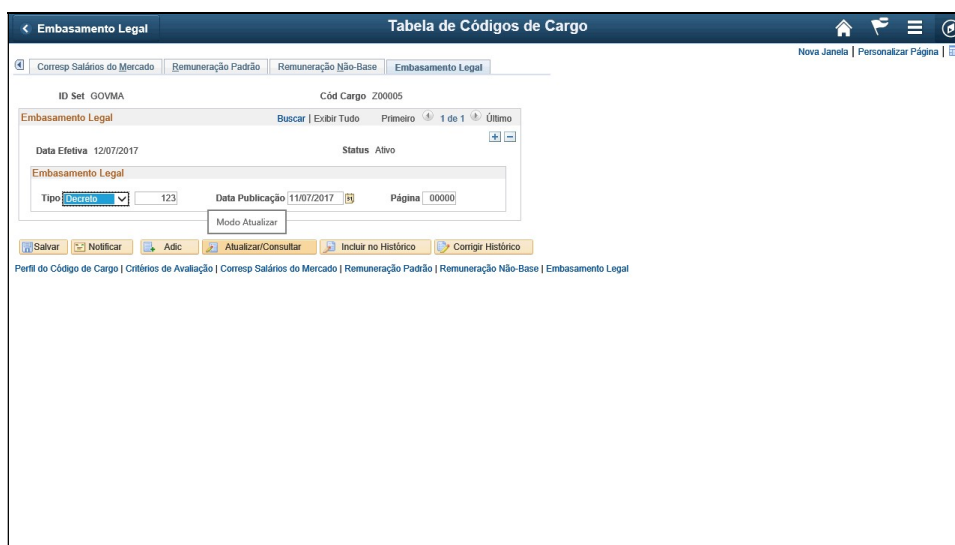 Embasamento Legal
Tabela de Códigos de Cargo
Nova Janela | Personalizar Página |
Corresp Salários do Mercado Remuneração Padrão Remuneração Não-Base Embasamento Legal
ID Set GOVMA Cód Cargo Z00005
Embasamento Legal Buscar | Exibir Tudo Primeiro 1 de 1 Último
Data Efetiva 12/07/2017 Status Ativo
Embasamento Legal
Tipo Decreto 123 Data Publicação 11/07/2017 Página 00000
Modo Atualizar
Salvar Notificar Adic Atualizar/Consultar Incluir no Histórico Corrigir Histórico
Perfil do Código de Cargo | Critérios de Avaliação | Corresp Salários do Mercado | Remuneração Padrão | Remuneração Não-Base | Embasamento Legal